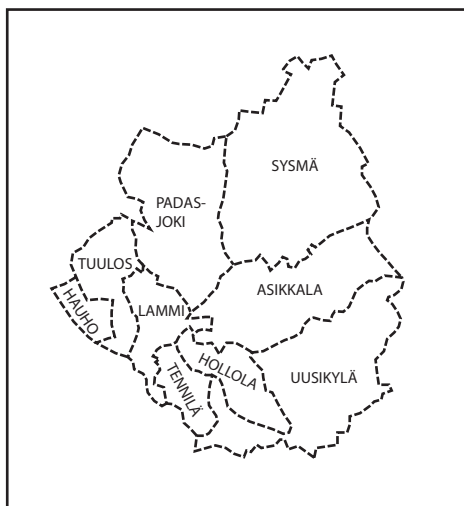 SYSMÄ
PADAS-
JOKI
TUULOS
ASIKKALA
HAUHO
LAMMI
HOLLOLA
TENNILÄ
UUSIKYLÄ